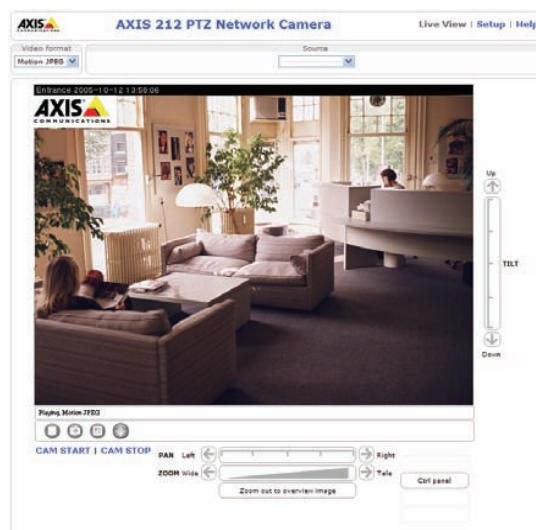 AXIS
COMMUNICATIONS
AXIS 212 PTZ Network Camera
Live View | Setup | Help
Video format
Motion JPEG
Source
Entrance 2005-10-12 13:58:06
AXIS
COMMUNICATIONS
Up
TILT
Down
Playing, Motion JPEG
CAM START | CAM STOP
PAN Left
Right
ZOOM Wide
Tele
Ctrl panel
Zoom out to overview image